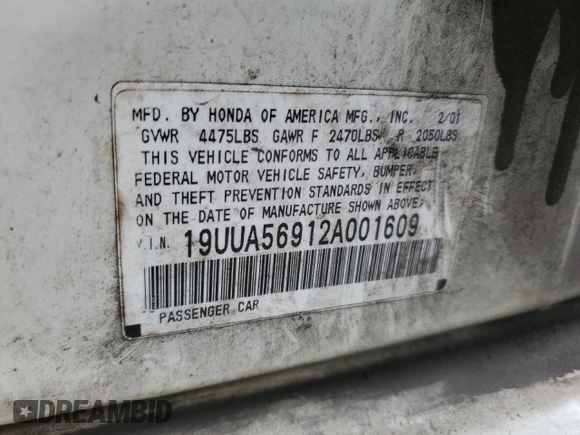 MFD. BY HONDA OF AMERICA MFG., INC. 2/01
GVWR 4475LBS GAWR F 2470LBS R 2050LBS
THIS VEHICLE CONFORMS TO ALL APPLICABLE
FEDERAL MOTOR VEHICLE SAFETY, BUMPER,
AND THEFT PREVENTION STANDARDS IN EFFECT
ON THE DATE OF MANUFACTURE SHOWN ABOVE.
V.I.N. 19UUA56912A001609
PASSENGER CAR
DREAMBID